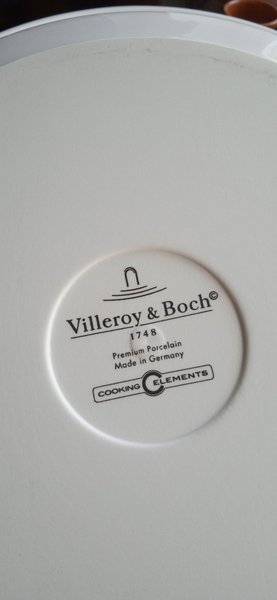 Villeroy & Boch©
1748
Premium Porcelain
Made in Germany
COOKING ELEMENTS